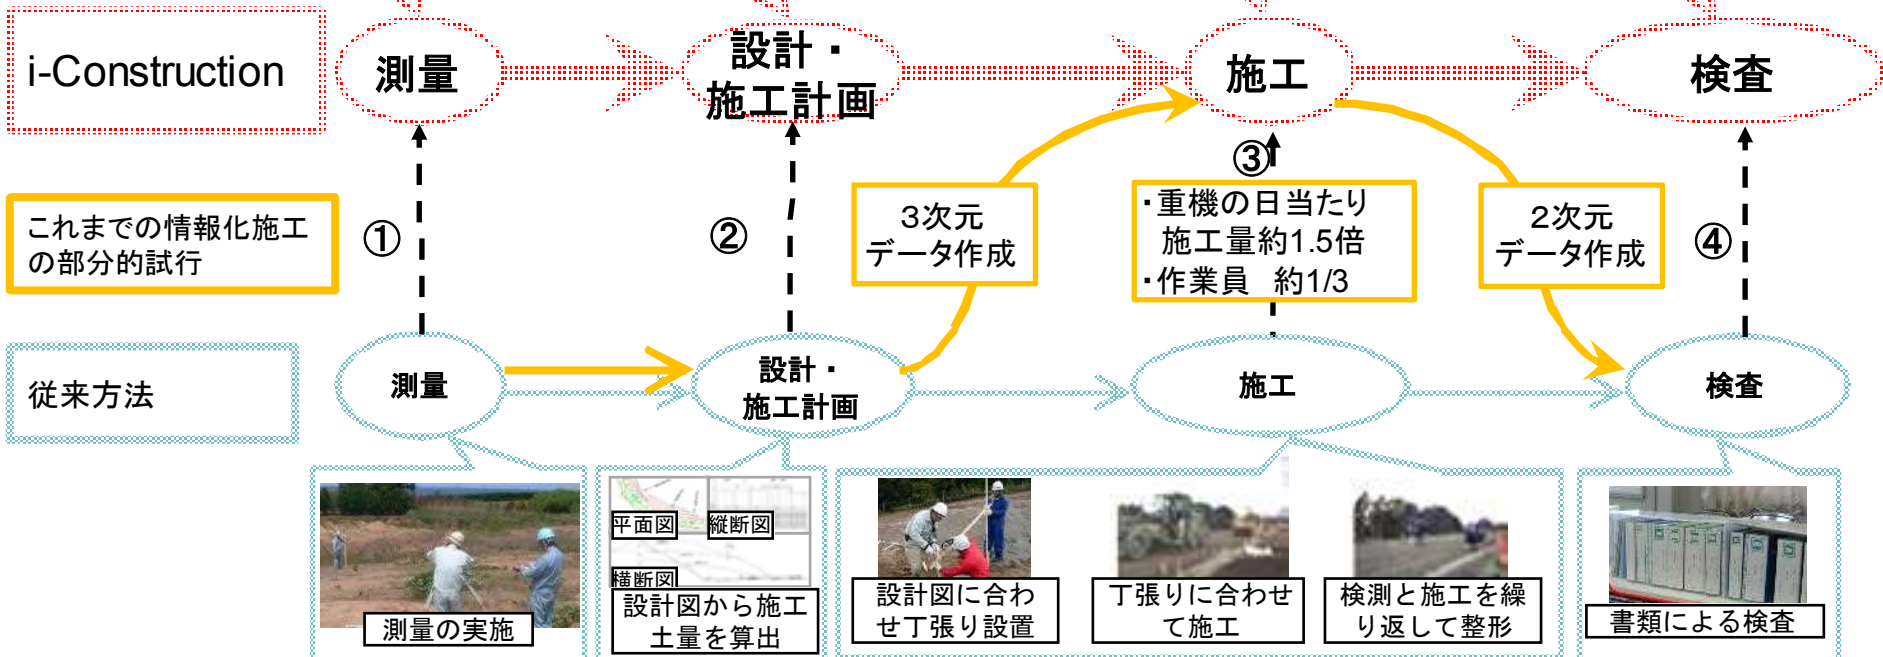 i-Construction
測量
設計・
施工計画
施工
検査
これまでの情報化施工
の部分的試行
①
②
3次元
データ作成
③
・重機の日当たり
施工量約1.5倍
・作業員 約1/3
2次元
データ作成
④
従来方法
測量
設計・
施工計画
施工
検査
測量の実施
平面図
縦断図
横断図
設計図から施工
土量を算出
設計図に合わ
せ丁張り設置
丁張りに合わせ
て施工
検測と施工を繰
り返して整形
書類による検査